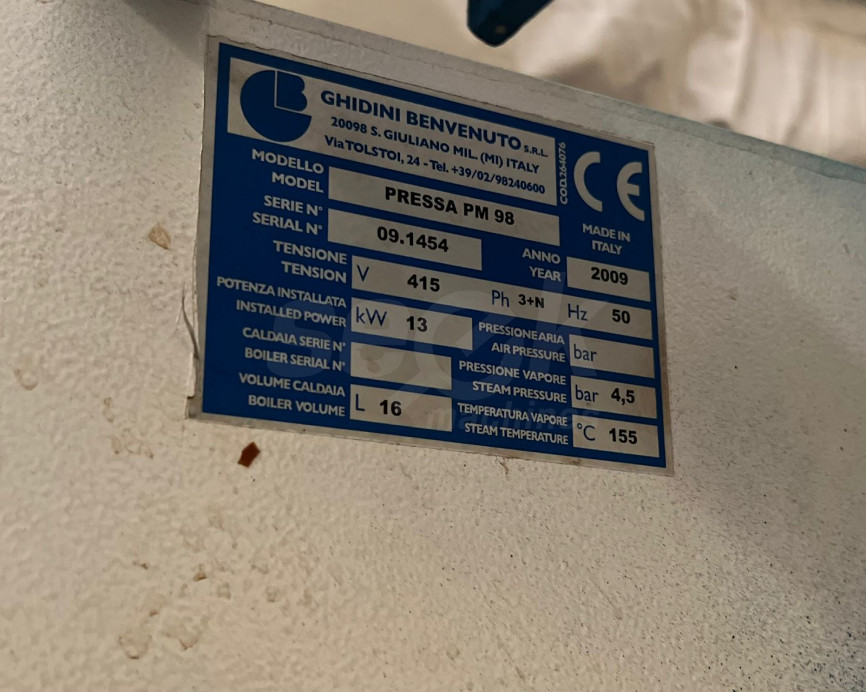 GHIDINI BENVENUTO S.R.L.
20098 S. GIULIANO MIL. (MI) ITALY
Via TOLSTOI, 24 - Tel. +39/02/98240600
COD.264076
CE
MADE IN
ITALY
MODELLO
MODEL
PRESSA PM 98
SERIE N°
SERIAL N°
09.1454
ANNO
YEAR
2009
TENSIONE
TENSION
V 415
Ph 3+N
Hz 50
POTENZA INSTALLATA
INSTALLED POWER
kW 13
PRESSIONE ARIA
AIR PRESSURE
bar
CALDAIA SERIE N°
BOILER SERIAL N°
PRESSIONE VAPORE
STEAM PRESSURE
bar 4,5
VOLUME CALDAIA
BOILER VOLUME
L 16
TEMPERATURA VAPORE
STEAM TEMPERATURE
°C 155
seek
machines